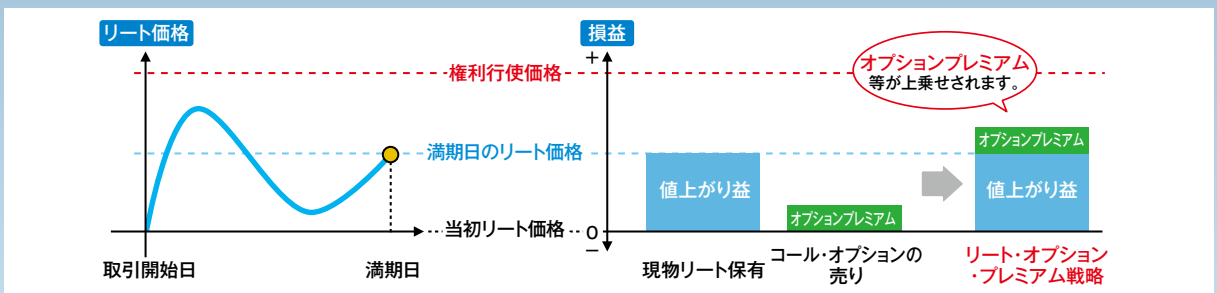 リート価格
損益
+
権利行使価格
オプションプレミアム
等が上乗せされます。
満期日のリート価格
オプションプレミアム
値上がり益
値上がり益
オプションプレミアム
当初リート価格
0
−
取引開始日
満期日
現物リート保有
コール・オプションの
売り
リート・オプション
・プレミアム戦略